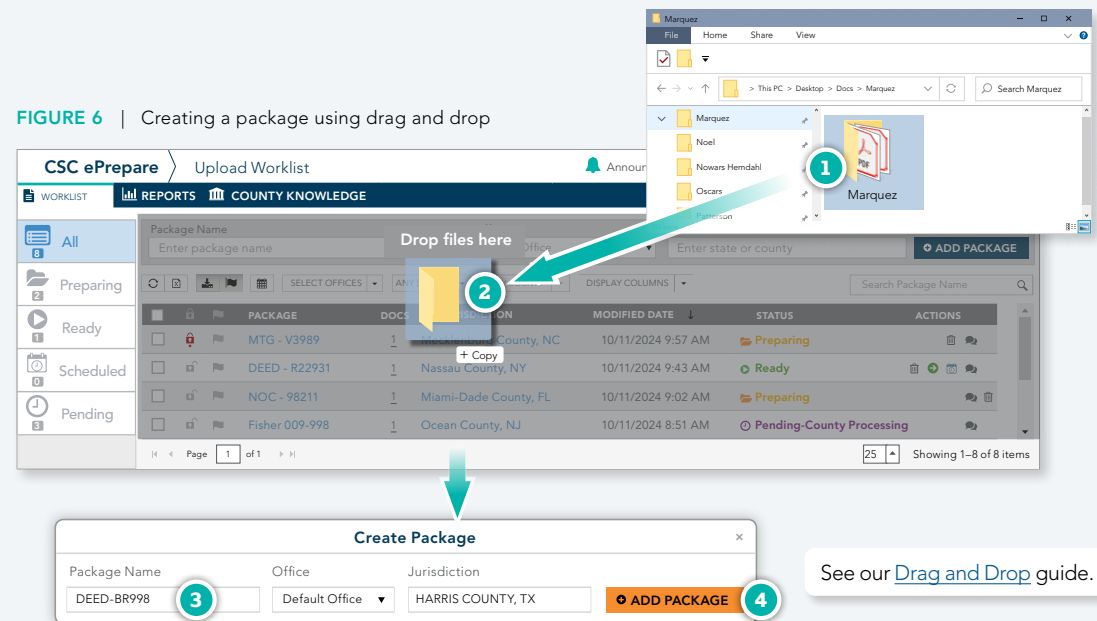 Marquez
File Home Share View
> This PC > Desktop > Docs > Marquez
Search Marquez
Marquez
Noel
Nowars Hemdahl
Oscars
Patterson
1
PDF
Marquez
FIGURE 6 | Creating a package using drag and drop
CSC ePrepare Upload Worklist
WORKLIST REPORTS COUNTY KNOWLEDGE
All
8
Preparing
2
Ready
1
Scheduled
0
Pending
3
Package Name
Enter package name Office Enter state or county ADD PACKAGE
Drop files here
2
+ Copy
SELECT OFFICES DISPLAY COLUMNS Search Package Name
PACKAGE DOCS MODIFIED DATE ↓ STATUS ACTIONS
MTG - V3989 1 Mecklenburg County, NC 10/11/2024 9:57 AM Preparing
DEED - R22931 1 Nassau County, NY 10/11/2024 9:43 AM Ready
NOC - 98211 1 Miami-Dade County, FL 10/11/2024 9:02 AM Preparing
Fisher 009-998 1 Ocean County, NJ 10/11/2024 8:51 AM Pending-County Processing
Page 1 of 1 25 Showing 1–8 of 8 items
Create Package ×
Package Name Office Jurisdiction
DEED-BR998 3 Default Office HARRIS COUNTY, TX ADD PACKAGE 4
See our Drag and Drop guide.